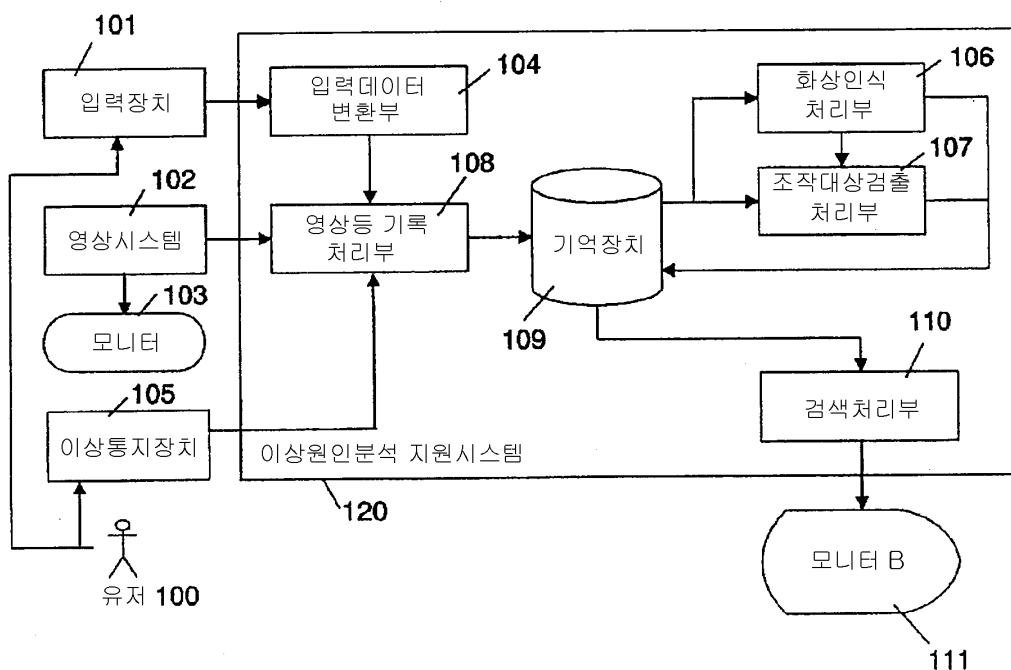 101
입력장치
104
입력데이터
변환부
106
화상인식
처리부
102
영상시스템
108
영상등 기록
처리부
107
조작대상검출
처리부
기억장치
109
103
모니터
110
검색처리부
105
이상통지장치
이상원인분석 지원시스템
120
유저 100
모니터 B
111